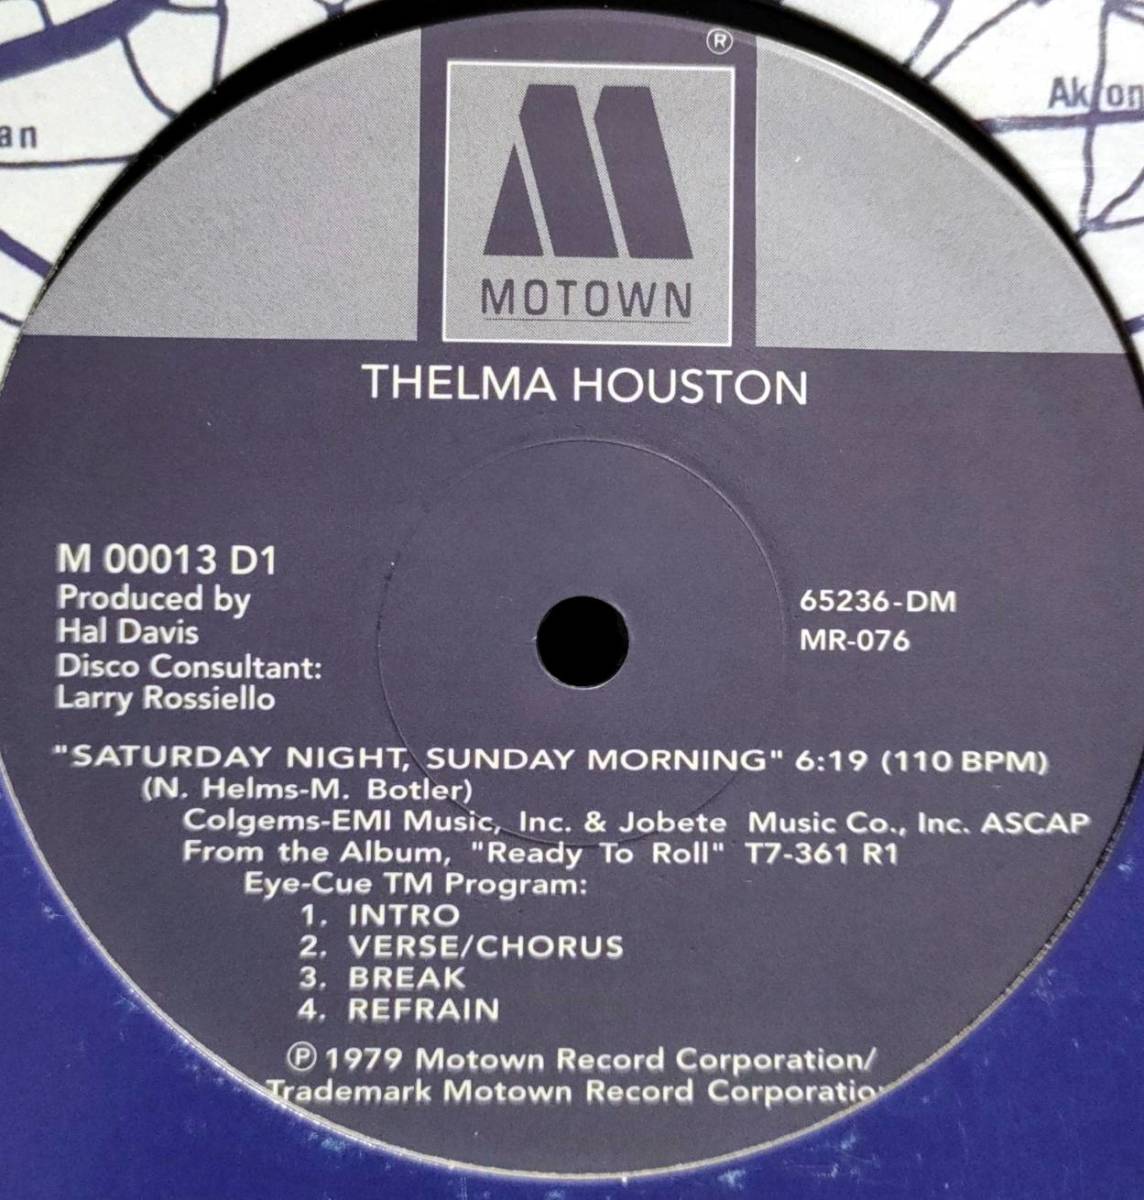 ®
Akron
an
MOTOWN
THELMA HOUSTON
M 00013 D1
Produced by
Hal Davis
Disco Consultant:
Larry Rossiello
65236-DM
MR-076
"SATURDAY NIGHT, SUNDAY MORNING" 6:19 (110 BPM)
(N. Helms-M. Botler)
Colgems-EMI Music, Inc. & Jobete Music Co., Inc. ASCAP
From the Album, "Ready To Roll" T7-361 R1
Eye-Cue TM Program:
1. INTRO
2. VERSE/CHORUS
3. BREAK
4. REFRAIN
℗ 1979 Motown Record Corporation/
Trademark Motown Record Corporation